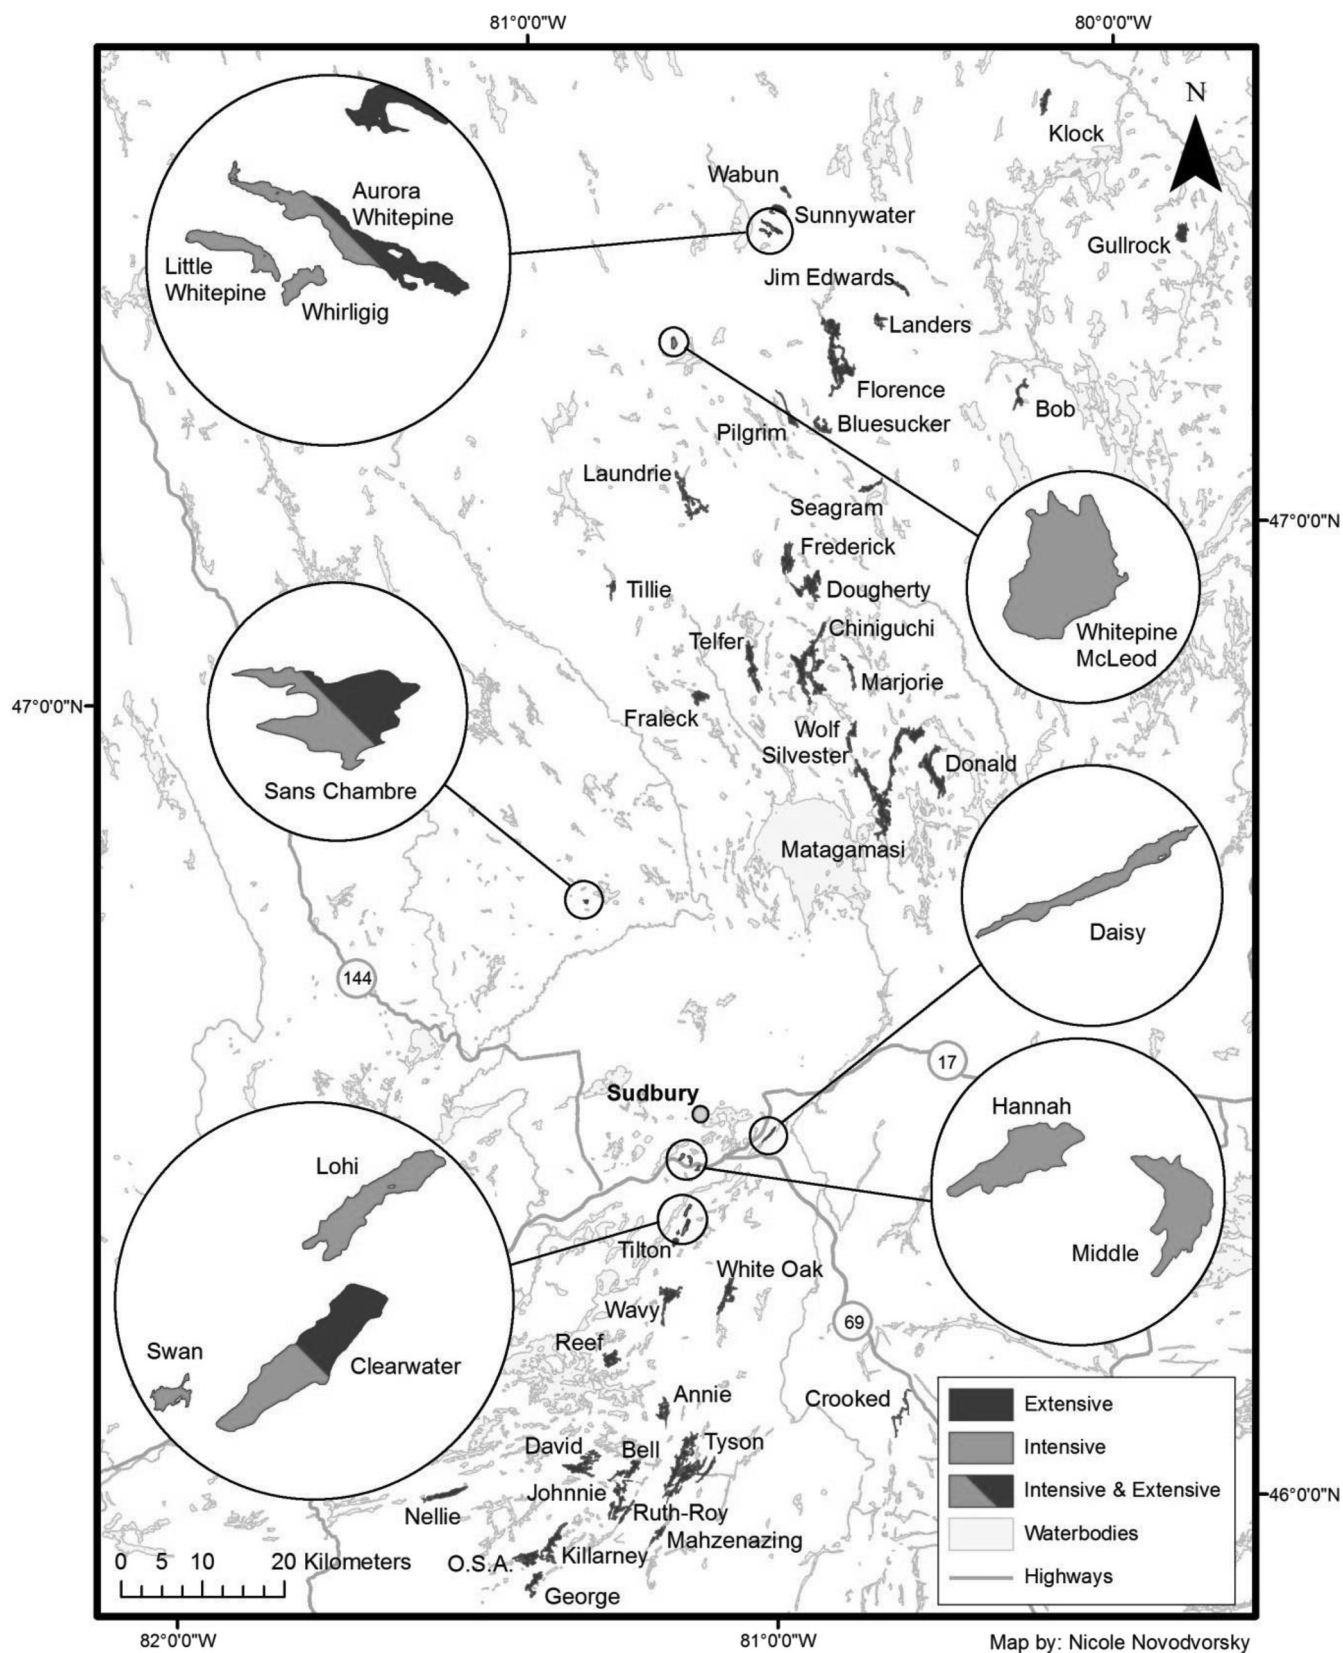 81°0'0"W
80°0'0"W
N
Klock
Wabun
Sunnywater
Gullrock
Aurora
Whitepine
Little
Whitepine
Whirligig
Jim Edwards
Landers
Florence
Bob
Pilgrim
Bluesucker
Laundrie
Seagram
47°0'0"N
Frederick
Tillie
Dougherty
Whitepine
McLeod
Chiniguchi
Telfer
Marjorie
47°0'0"N
Fraleck
Wolf
Silvester
Donald
Sans Chambre
Matagamasi
Daisy
144
17
Sudbury
Hannah
Middle
Lohi
Tilton
White Oak
Wavy
69
Reef
Swan
Clearwater
Annie
Crooked
David
Bell
Tyson
Johnnie
Ruth-Roy
Nellie
Mahzenazing
O.S.A.
Killarney
George
Extensive
Intensive
Intensive & Extensive
Waterbodies
Highways
46°0'0"N
0 5 10 20 Kilometers
82°0'0"W
81°0'0"W
Map by: Nicole Novodvorsky